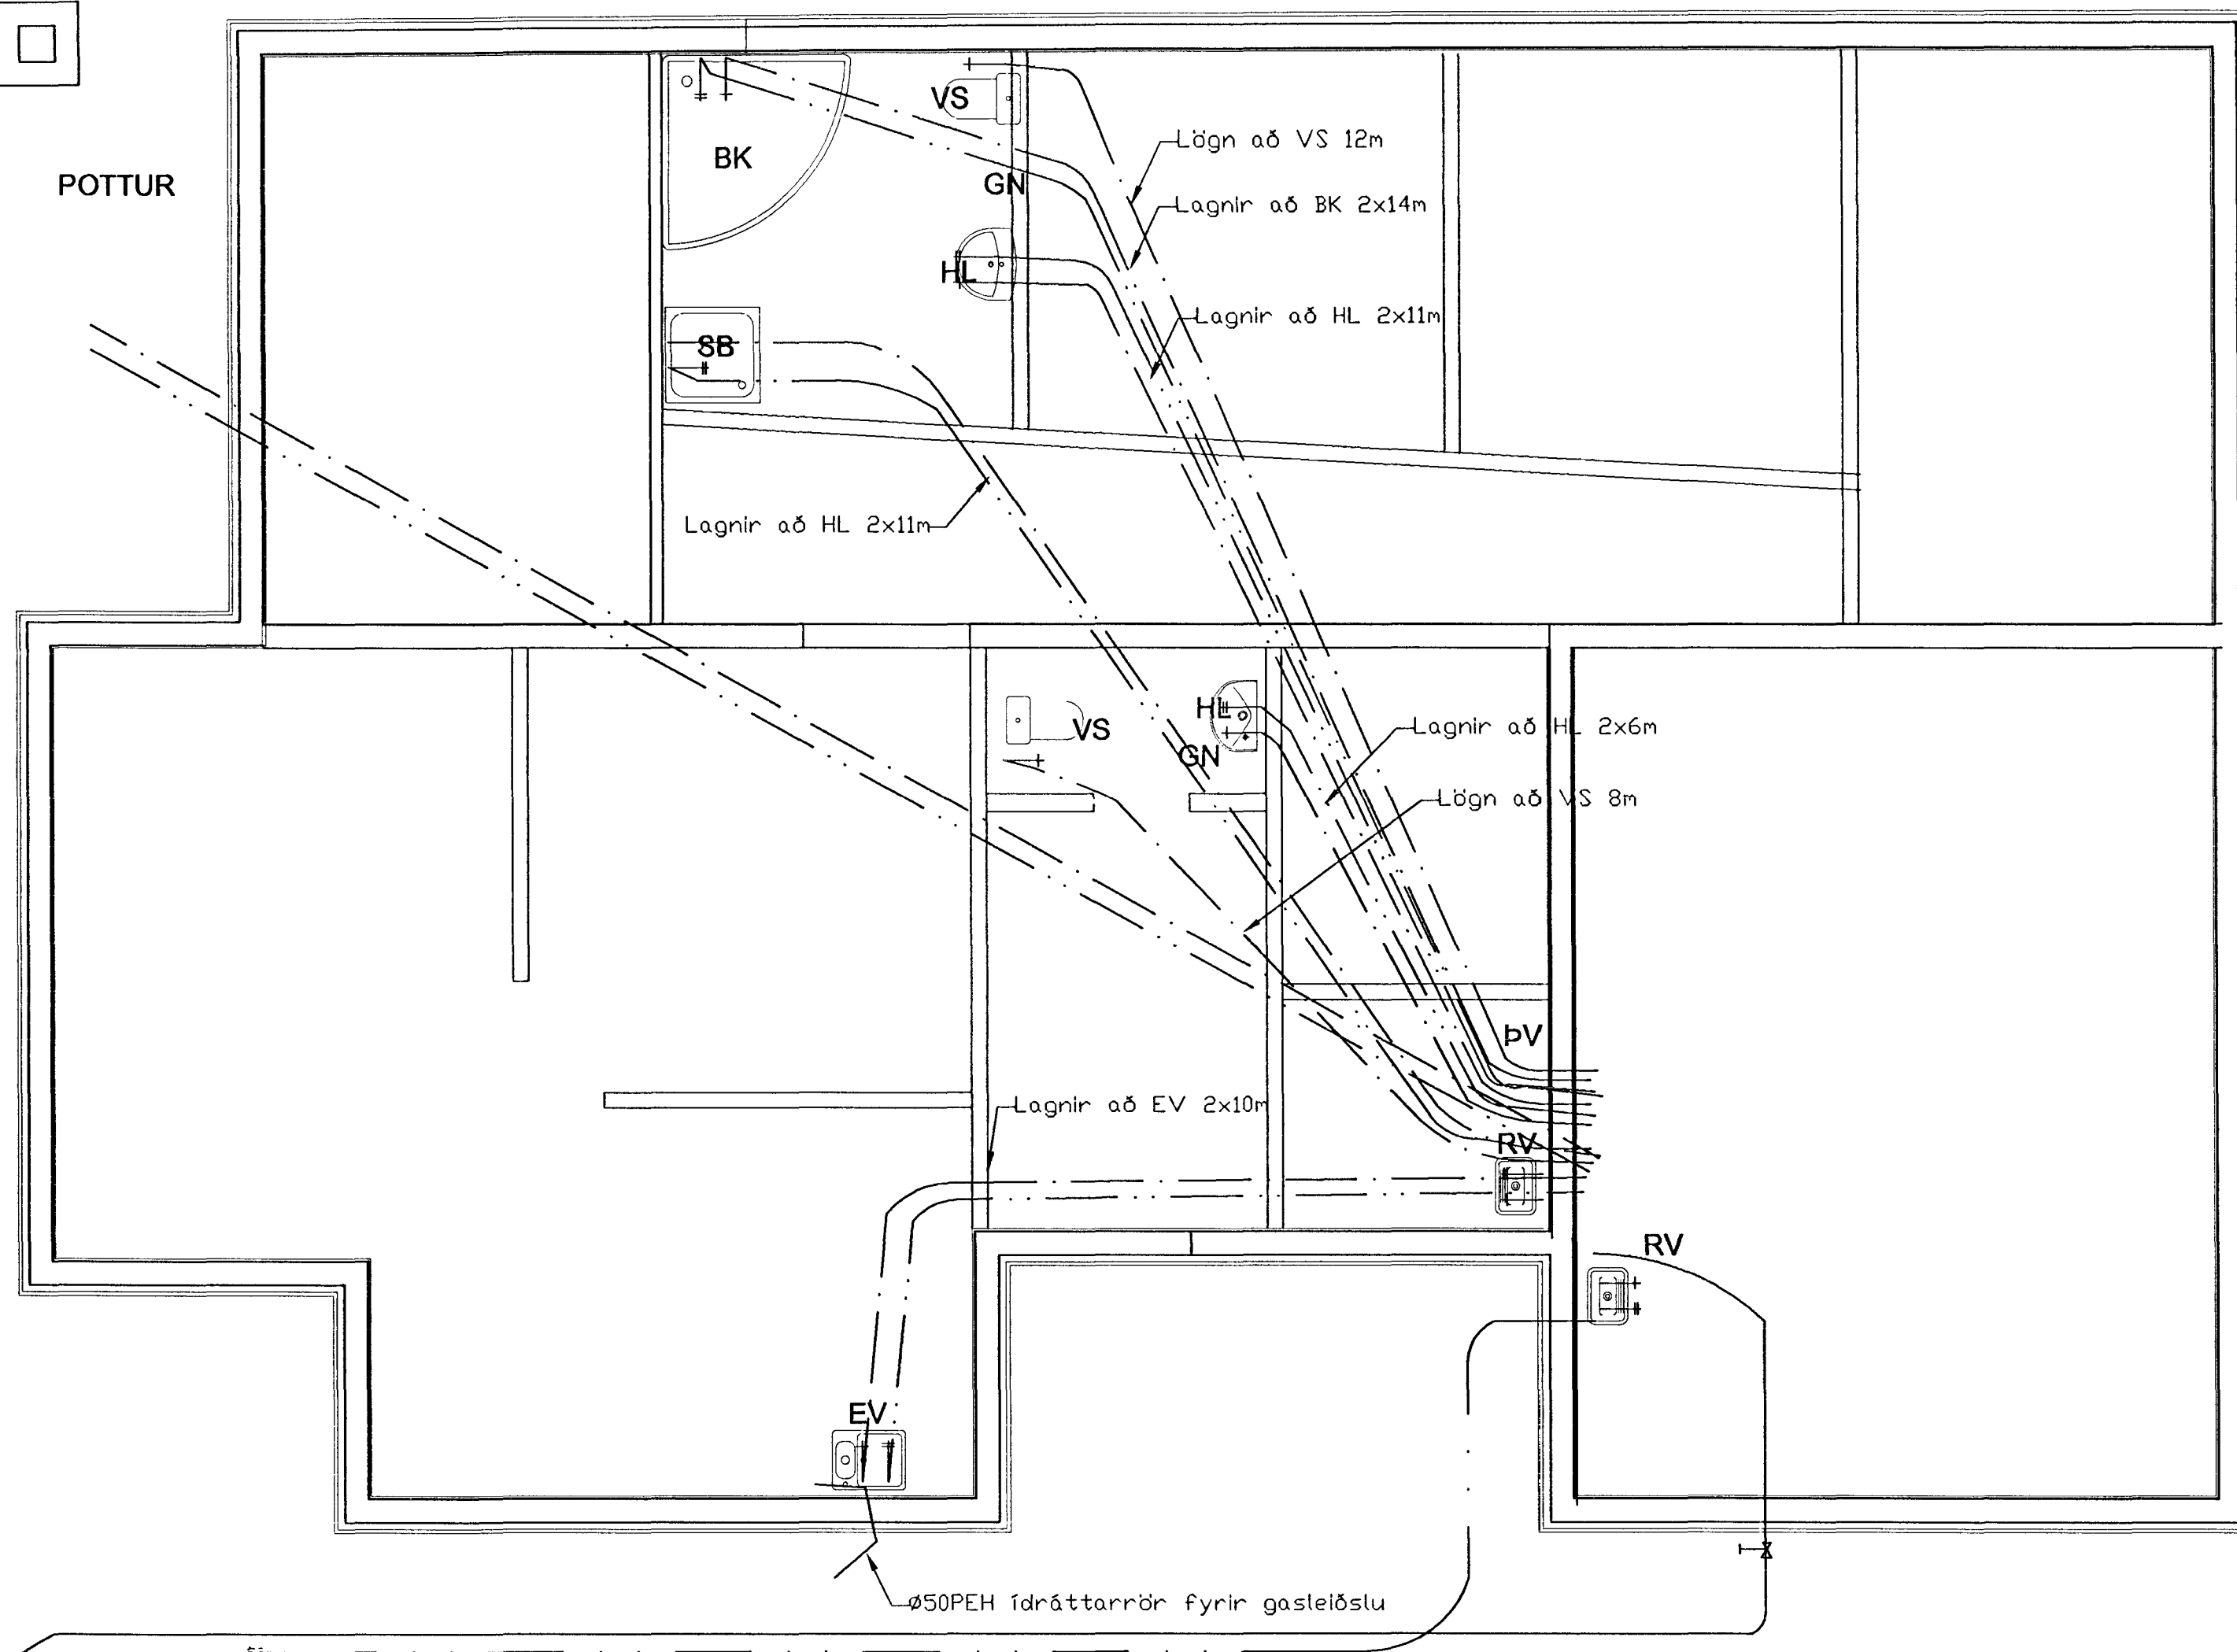 VS
Lögn að VS 12m
BK
POTTUR
GN
Lagnir að BK 2x14m
HL
Lagnir að HL 2x11m
SB
Lagnir að HL 2x11m
HL
VS
Lagnir að HL 2x6m
GN
Lögn að VS 8m
ÞV
Lagnir að EV 2x10m
RV
RV
EV
Ø50PEH ídráttarrör fyrir gasleiðslu